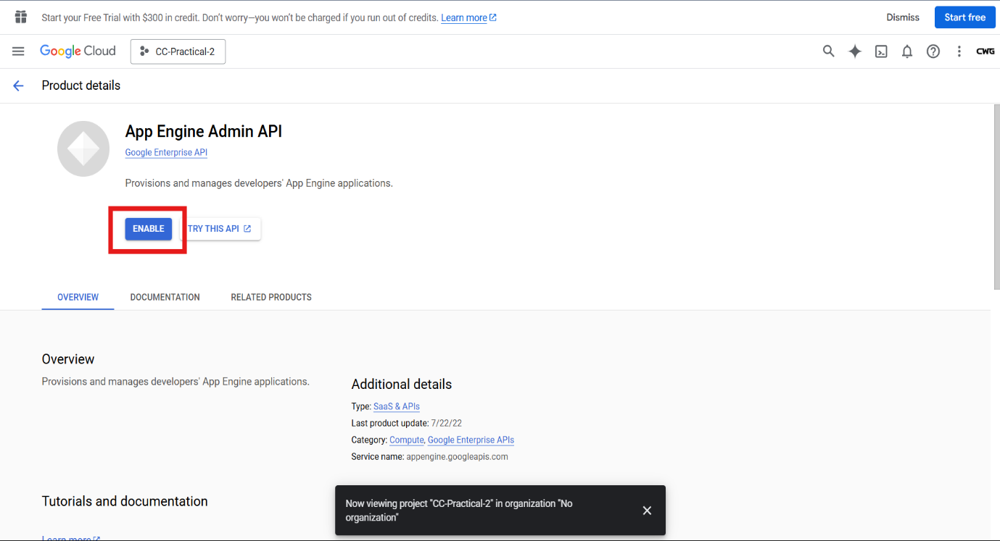 Start your Free Trial with $300 in credit. Don't worry—you won't be charged if you run out of credits. Learn more
Dismiss
Start free
Google Cloud
CC-Practical-2
CWG
Product details
App Engine Admin API
Google Enterprise API
Provisions and manages developers' App Engine applications.
ENABLE
TRY THIS API
OVERVIEW
DOCUMENTATION
RELATED PRODUCTS
Overview
Provisions and manages developers' App Engine applications.
Additional details
Type: SaaS & APIs
Last product update: 7/22/22
Category: Compute, Google Enterprise APIs
Service name: appengine.googleapis.com
Tutorials and documentation
Learn more
Now viewing project "CC-Practical-2" in organization "No
organization"